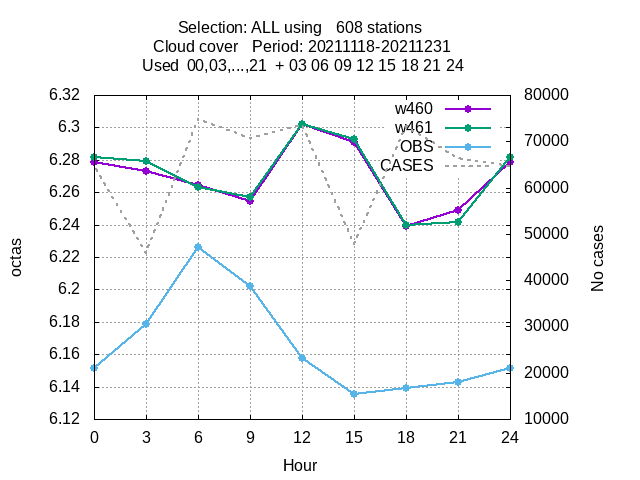 Selection: ALL using   608 stations
Cloud cover   Period: 20211118-20211231
Used  00,03,...,21  + 03 06 09 12 15 18 21 24
6.32
6.3
6.28
6.26
6.24
6.22
6.2
6.18
6.16
6.14
6.12
octas
w460
w461
OBS
CASES
80000
70000
60000
50000
40000
30000
20000
10000
No cases
0 3 6 9 12 15 18 21 24
Hour